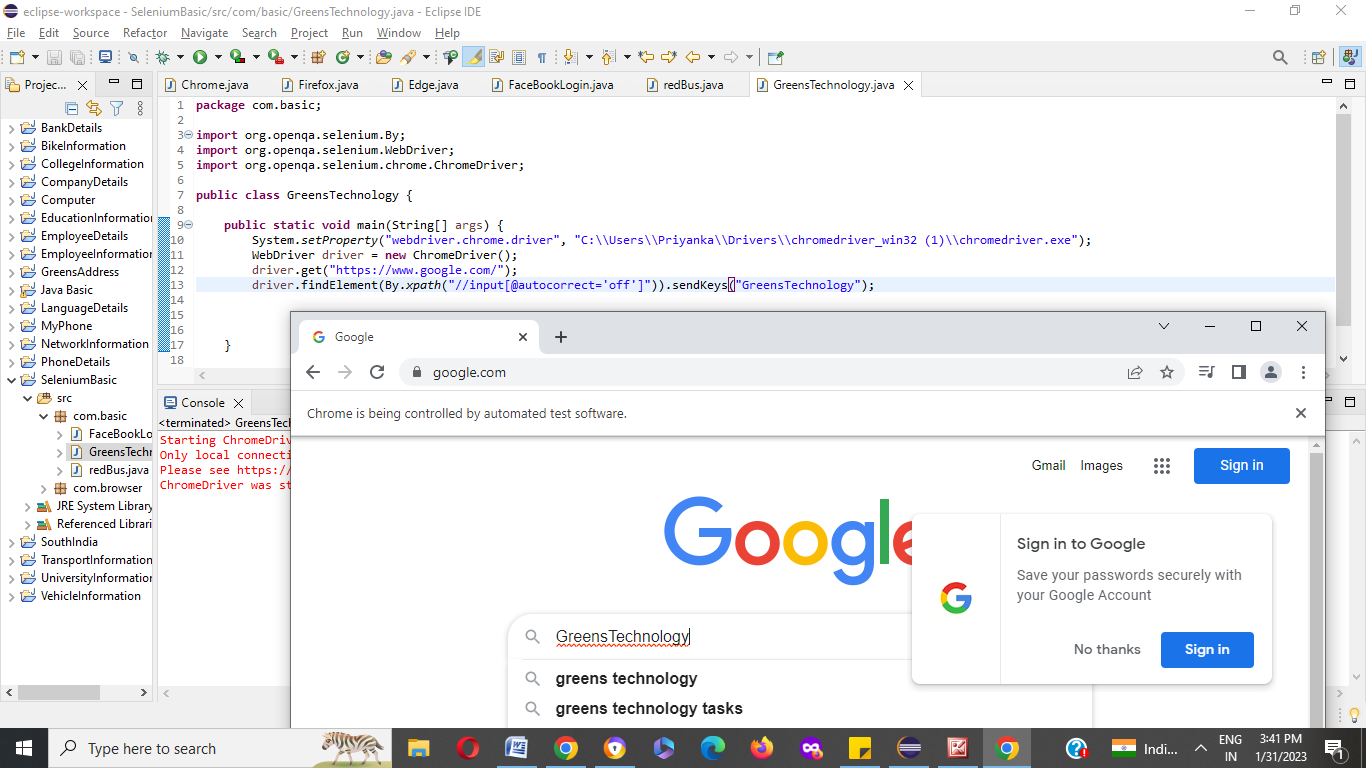 eclipse-workspace - SeleniumBasic/src/com/basic/GreensTechnology.java - Eclipse IDE
File Edit Source Refactor Navigate Search Project Run Window Help
Projec...
BankDetails
BikeInformation
CollegeInformation
CompanyDetails
Computer
EducationInformation
EmployeeDetails
EmployeeInformation
GreensAddress
Java Basic
LanguageDetails
MyPhone
NetworkInformation
PhoneDetails
SeleniumBasic
src
com.basic
FaceBookLo
GreensTechr
redBus.java
com.browser
JRE System Library
Referenced Librari
SouthIndia
TransportInformation
UniversityInformation
VehicleInformation
Chrome.java Firefox.java Edge.java FaceBookLogin.java redBus.java GreensTechnology.java
1 package com.basic;
2
3 import org.openqa.selenium.By;
4 import org.openqa.selenium.WebDriver;
5 import org.openqa.selenium.chrome.ChromeDriver;
6
7 public class GreensTechnology {
8
9 public static void main(String[] args) {
10 System.setProperty("webdriver.chrome.driver", "C:\\Users\\Priyanka\\Drivers\\chromedriver_win32 (1)\\chromedriver.exe");
11 WebDriver driver = new ChromeDriver();
12 driver.get("https://www.google.com/");
13 driver.findElement(By.xpath("//input[@autocorrect='off']")).sendKeys("GreensTechnology");
14
15
16
17 }
18
Console
<terminated> GreensTech
Starting ChromeDriv
Only local connecti
Please see https://
ChromeDriver was st
Google
google.com
Chrome is being controlled by automated test software.
Gmail Images Sign in
Google
Sign in to Google
Save your passwords securely with
your Google Account
No thanks Sign in
GreensTechnology
greens technology
greens technology tasks
Type here to search
Indi...
ENG
IN
3:41 PM
1/31/2023
1